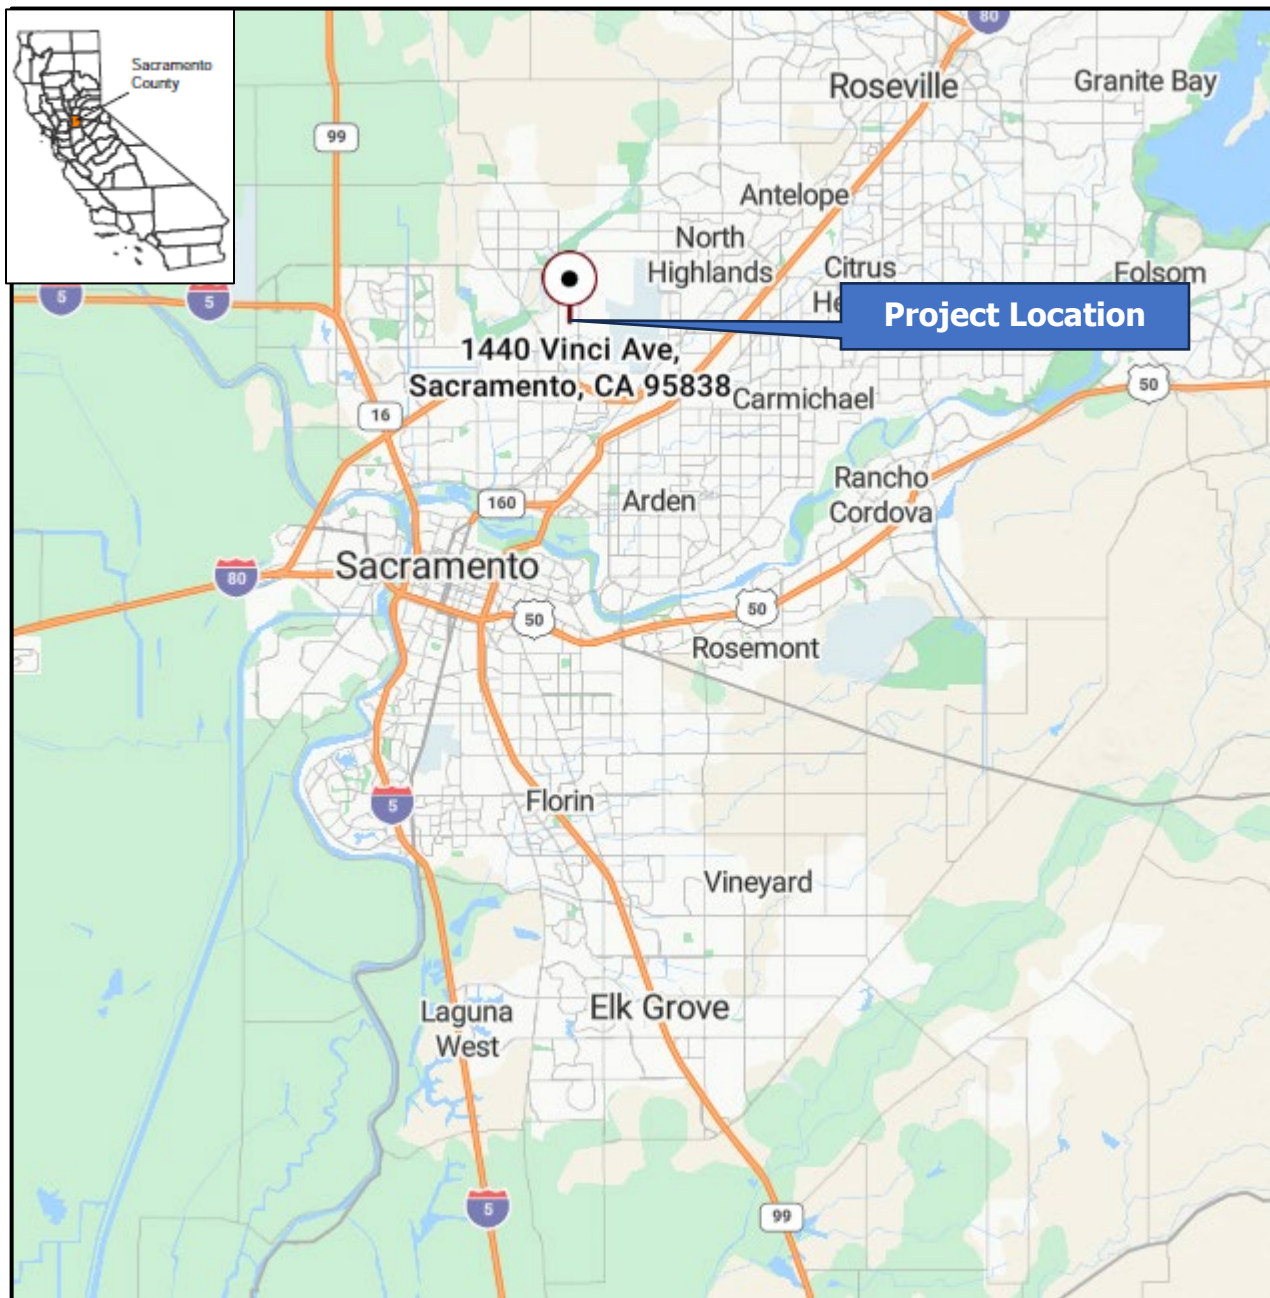 Sacramento
County
80
Roseville
Granite Bay
99
Antelope
North
Highlands
Citrus
He
Folsom
5
5
Project Location
1440 Vinci Ave,
Sacramento, CA 95838
50
Carmichael
16
Rancho
Cordova
160
Arden
Sacramento
80
50
50
Rosemont
5
Florin
Vineyard
Elk Grove
Laguna
West
5
99